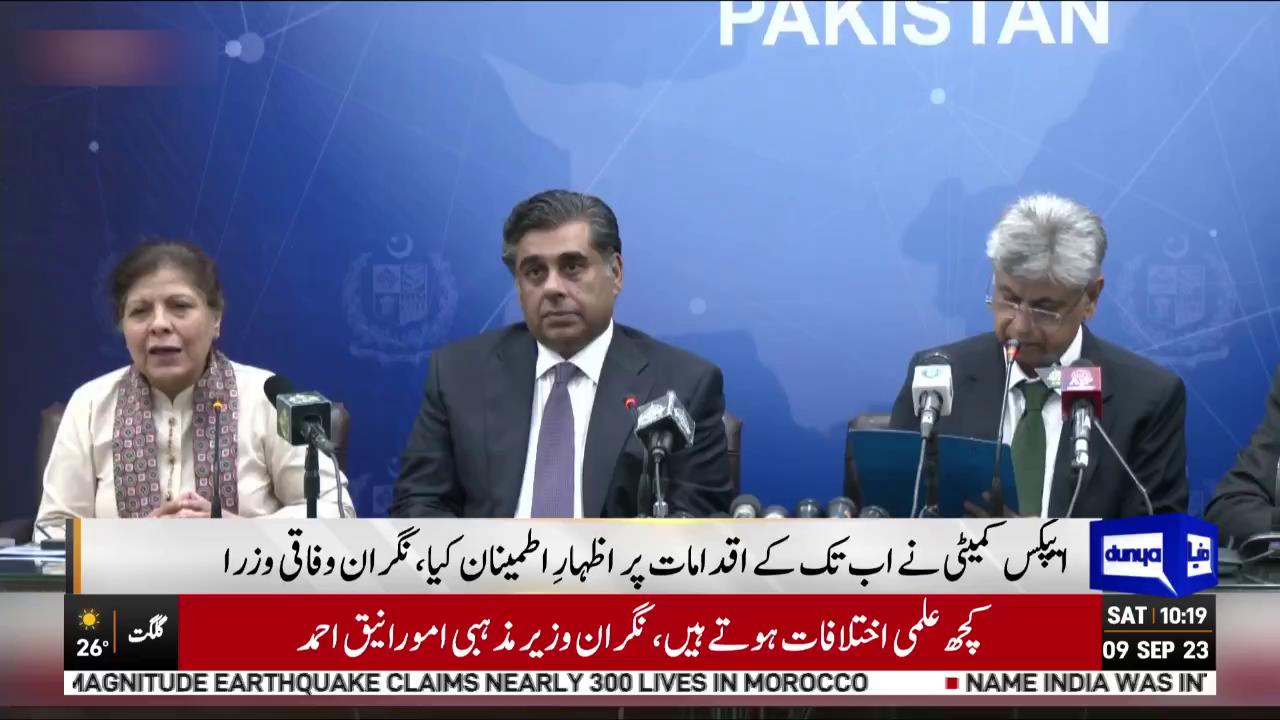 PAKISTAN
اپیکس کمیٹی نے اب تک کے اقدامات پر اظہارِ اطمینان کیا، نگران وفاقی وزرا
dunya دنیا
گلگت
26°
کچھ علمی اختلافات ہوتے ہیں، نگران وزیر مذہبی امور انیق احمد
SAT 10:19
09 SEP 23
MAGNITUDE EARTHQUAKE CLAIMS NEARLY 300 LIVES IN MOROCCO ■ NAME INDIA WAS IN